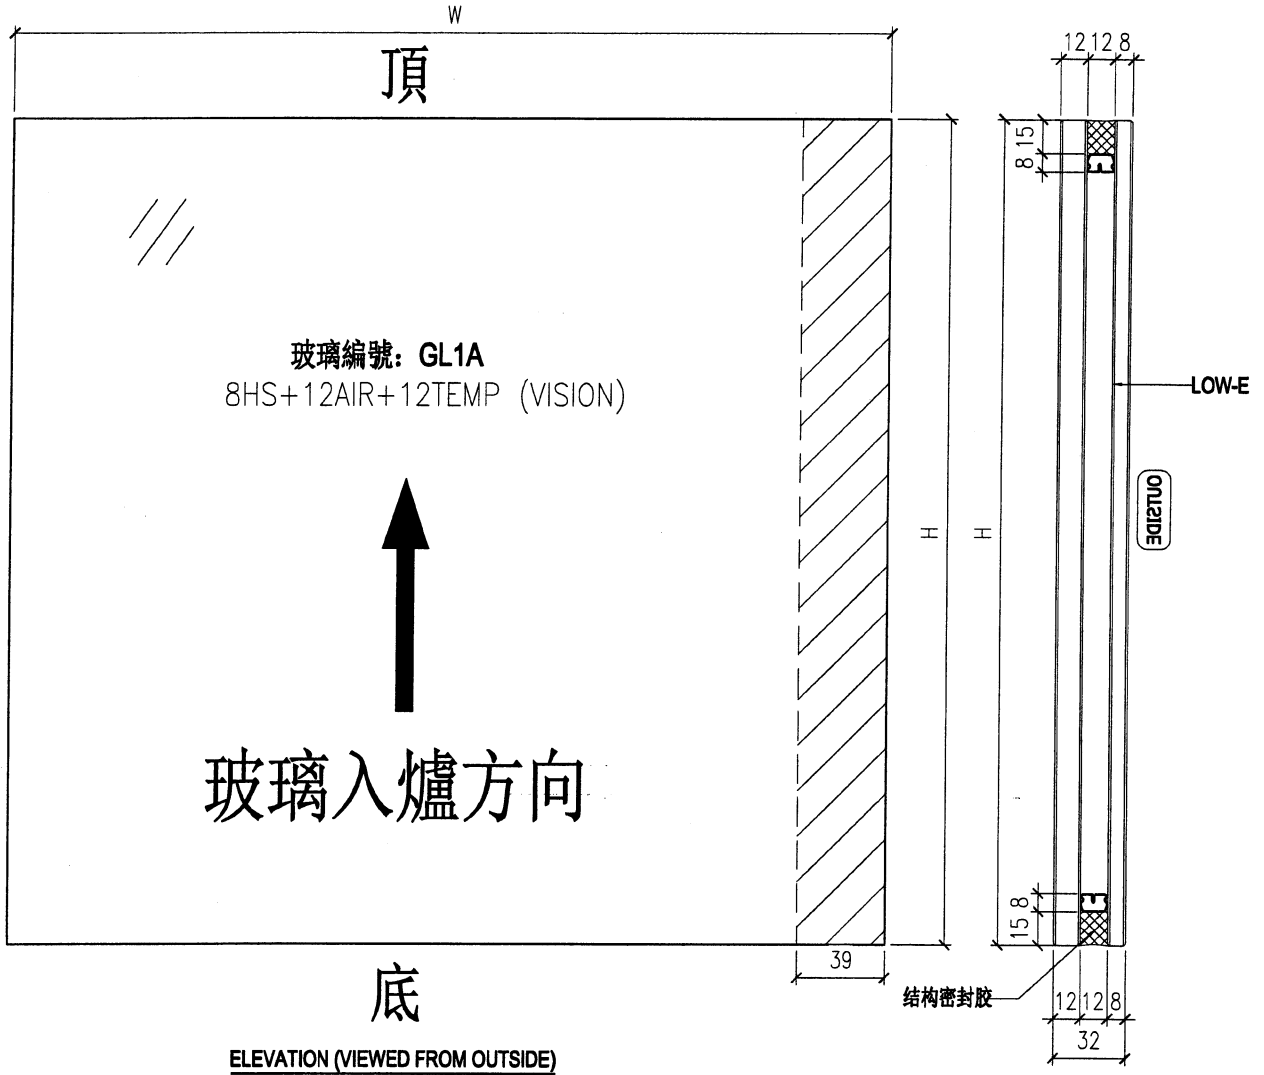 W
頂
12 12 8
15
8
玻璃編號: GL1A
8HS+12AIR+12TEMP (VISION)
LOW-E
H
H
OUTSIDE
玻璃入爐方向
8
15
39
底
结构密封胶
12 12 8
32
ELEVATION (VIEWED FROM OUTSIDE)